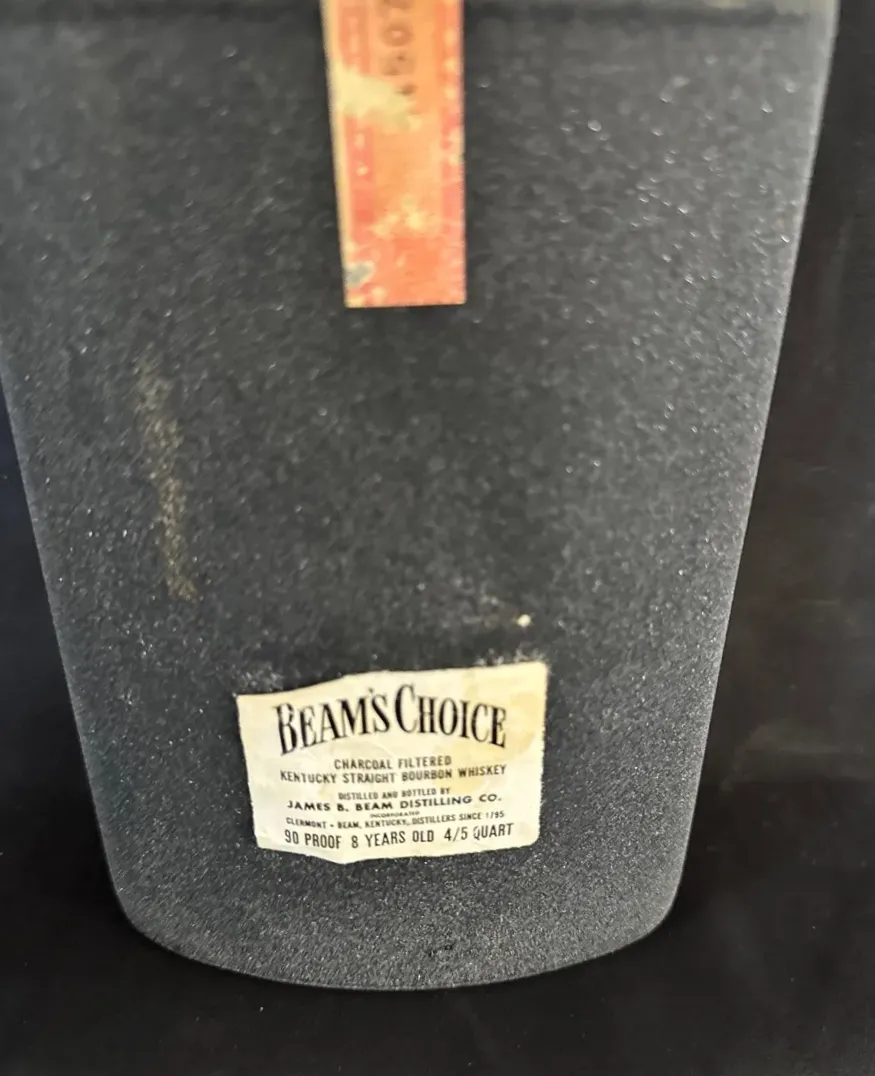 BEAM'S CHOICE
CHARCOAL FILTERED
KENTUCKY STRAIGHT BOURBON WHISKEY
DISTILLED AND BOTTLED BY
JAMES B. BEAM DISTILLING CO.
INCORPORATED
CLERMONT - BEAM, KENTUCKY, DISTILLERS SINCE 1795
90 PROOF 8 YEARS OLD 4/5 QUART